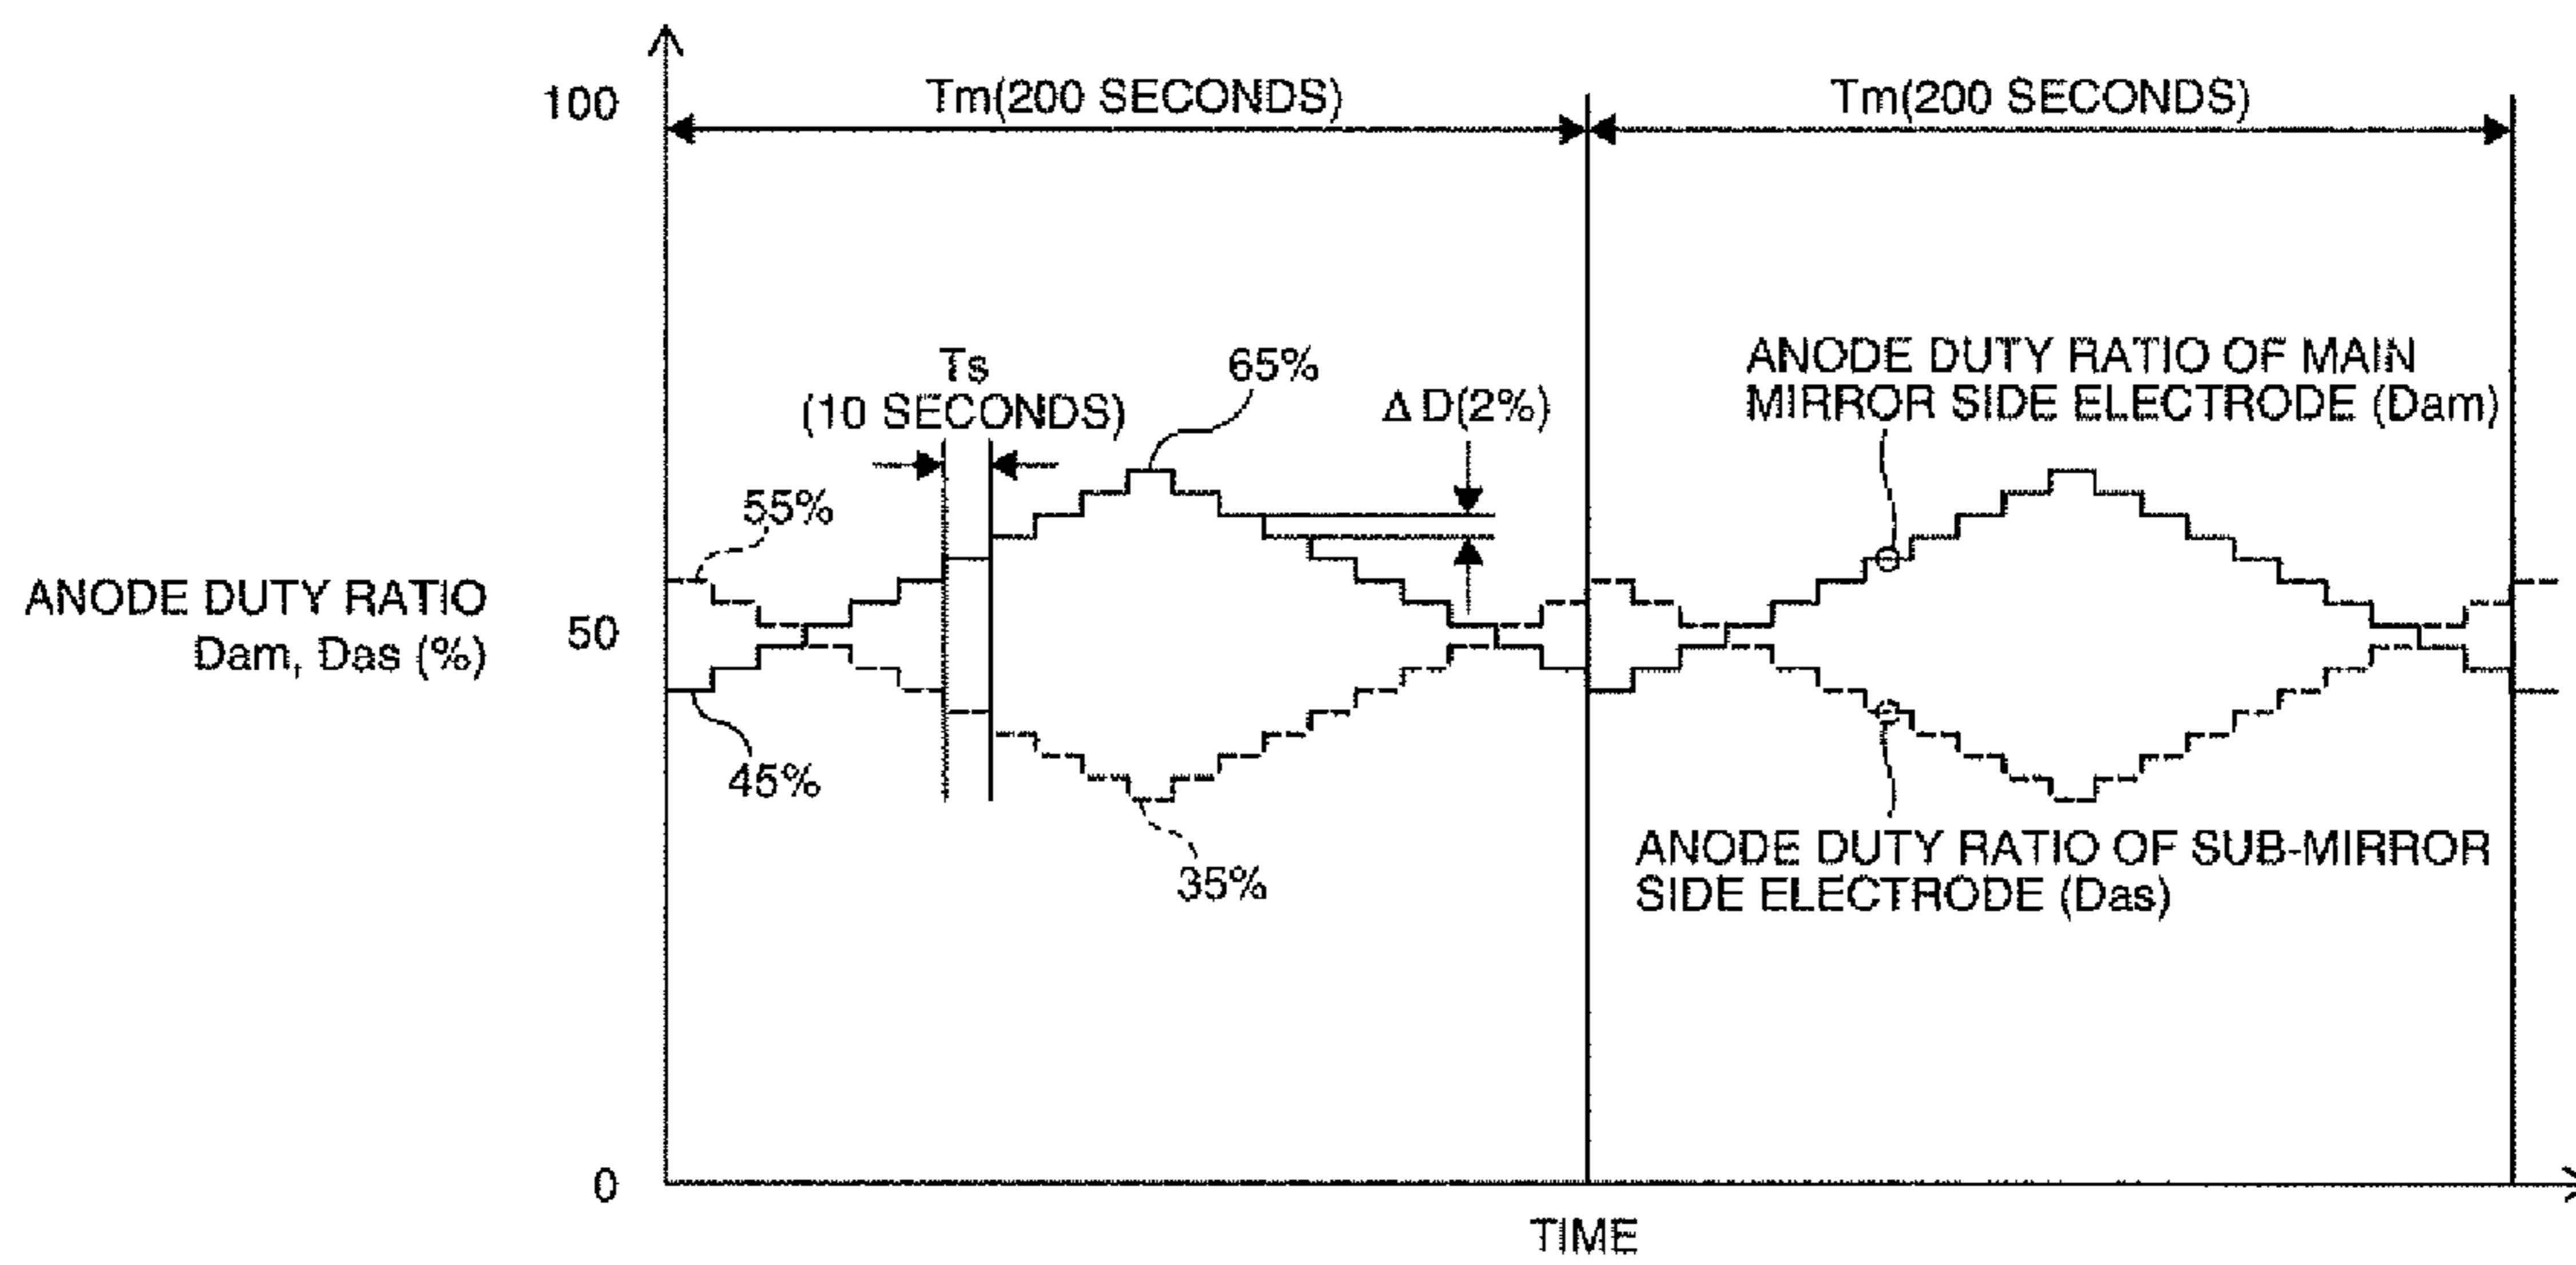 100
Tm(200 SECONDS)
Tm(200 SECONDS)
Ts
(10 SECONDS)
65%
ΔD(2%)
ANODE DUTY RATIO OF MAIN
MIRROR SIDE ELECTRODE (Dam)
55%
ANODE DUTY RATIO
Dam, Das (%)
50
45%
35%
ANODE DUTY RATIO OF SUB-MIRROR
SIDE ELECTRODE (Das)
0
TIME